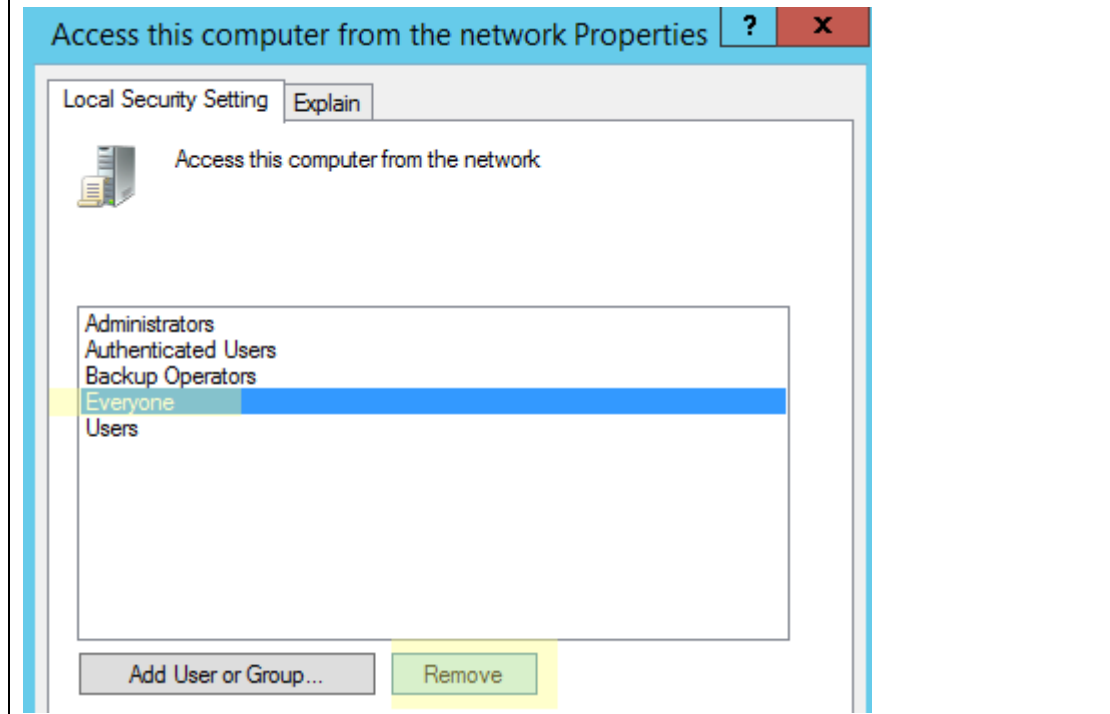 Access this computer from the network Properties ? x
Local Security Setting Explain
Access this computer from the network
Administrators
Authenticated Users
Backup Operators
Everyone
Users
Add User or Group... Remove